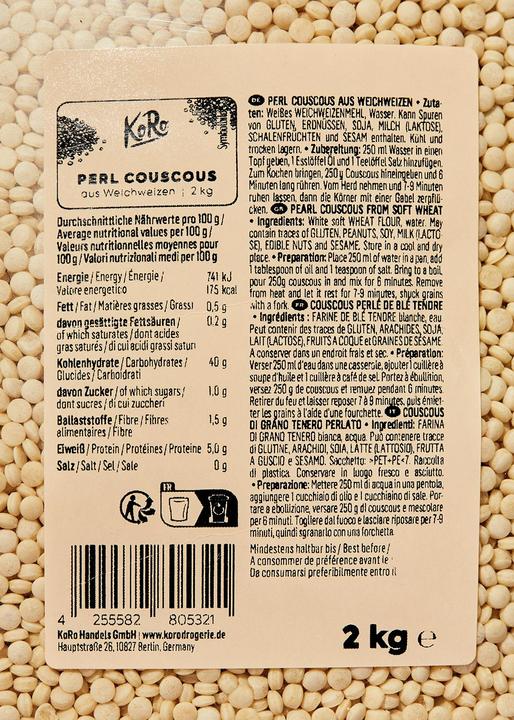 KoRo
Symbolbild
PERL COUSCOUS
aus Weichweizen | 2 kg
Durchschnittliche Nährwerte pro 100 g /
Average nutritional values per 100 g /
Valeurs nutritionnelles moyennes pour
100 g / Valori nutrizionali medi per 100 g
Energie / Energy / Énergie / 741 kJ
Valore energetico 175 kcal
Fett / Fat / Matières grasses / Grassi 0,5 g
davon gesättigte Fettsäuren / 0.2 g
of which saturates / dont acides
gras saturés / di cui acidi grassi saturi
Kohlenhydrate / Carbohydrates / 40 g
Glucides / Carboidrati
davon Zucker / of which sugars / 1.0 g
dont sucres / di cui zuccheri
Ballaststoffe / Fibre / Fibres 1,5 g
alimentaires / Fibre
Eiweiß / Protein / Protéines / Proteine 5,0 g
Salz / Salt / Sel / Sale 0 g
FR
4 255582 805321
KoRo Handels GmbH | www.korodrogerie.de
Hauptstraße 26, 10827 Berlin, Germany
DE PERL COUSCOUS AUS WEICHWEIZEN • Zuta-
ten: Weißes WEICHWEIZENMEHL, Wasser. Kann Spuren
von GLUTEN, ERDNÜSSEN, SOJA, MILCH (LAKTOSE),
SCHALENFRÜCHTEN und SESAM enthalten. Kühl und
trocken lagern. • Zubereitung: 250 ml Wasser in einen
Topf geben, 1 Esslöffel Öl und 1 Teelöffel Salz hinzufügen.
Zum Kochen bringen, 250 g Couscous hineingeben und 6
Minuten lang rühren. Vom Herd nehmen und 7-9 Minuten
ruhen lassen, dann die Körner mit einer Gabel zerpflü-
cken. GB PEARL COUSCOUS FROM SOFT WHEAT
• Ingredients: White soft WHEAT FLOUR, water. May
contain traces of GLUTEN, PEANUTS, SOY, MILK (LACTO
SE), EDIBLE NUTS and SESAME. Store in a cool and dry
place. • Preparation: Place 250 ml of water in a pan, add
1 tablespoon of oil and 1 teaspoon of salt. Bring to a boil,
pour 250g couscous in and mix for 6 minutes. Remove
from heat and let it rest for 7-9 minutes, shuck grains
with a fork. FR COUSCOUS PERLÉ DE BLÉ TENDRE
• Ingrédients : FARINE DE BLÉ TENDRE blanche, eau
Peut contenir des traces de GLUTEN, ARACHIDES, SOJA,
LAIT (LACTOSE), FRUITS A COQUE et GRAINES DE SÉSAME.
A conserver dans un endroit frais et sec. • Préparation:
Verser 250 ml d'eau dans une casserole, ajouter 1 cuillère à
soupe d'huile et 1 cuillère à café de sel. Portez à ébullition,
versez 250 g de couscous et remuez pendant 6 minutes.
Retirer du feu et laisser reposer 7 à 9 minutes, puis émiet-
ter les grains à l'aide d'une fourchette. IT COUSCOUS
DI GRANO TENERO PERLATO • Ingredienti: FARINA
DI GRANO TENERO bianca, acqua. Può contenere tracce
di GLUTINE, ARACHIDI, SOIA, LATTE (LATTOSIO), FRUTTA
A GUSCIO e SESAMO. Sacchetto: >PET+PE<7. Raccolta
di plastica. Conservare in luogo fresco e asciutto.
• Preparazione: Mettere 250 ml di acqua in una pentola,
aggiungere 1 cucchiaio di olio e 1 cucchiaino di sale. Por-
tare a ebollizione, versare 250 g di couscous e mescolare
per 6 minuti. Togliere dal fuoco e lasciare riposare per 7-9
minuti, quindi sgranarlo con una forchetta.
Mindestens haltbar bis / Best before /
A consommer de préférence avant le
Da consumarsi preferibilmente entro il
2 kg e